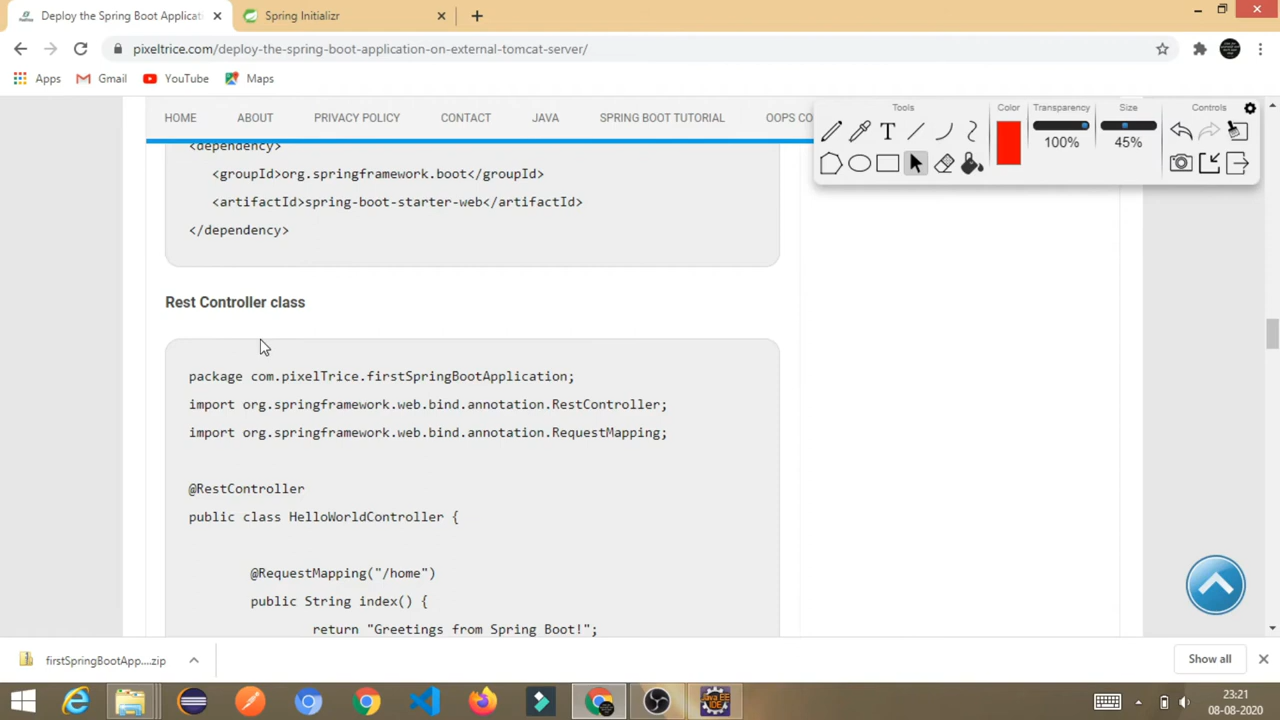 Deploy the Spring Boot Applicati
Spring Initializr
pixeltrice.com/deploy-the-spring-boot-application-on-external-tomcat-server/
Apps
Gmail
YouTube
Maps
HOME
ABOUT
PRIVACY POLICY
CONTACT
JAVA
SPRING BOOT TUTORIAL
OOPS CO
Tools
Color
Transparency
Size
Controls
T
100%
45%
<dependency>
<groupId>org.springframework.boot</groupId>
<artifactId>spring-boot-starter-web</artifactId>
</dependency>
Rest Controller class
package com.pixelTrice.firstSpringBootApplication;
import org.springframework.web.bind.annotation.RestController;
import org.springframework.web.bind.annotation.RequestMapping;
@RestController
public class HelloWorldController {
@RequestMapping("/home")
public String index() {
return "Greetings from Spring Boot!";
firstSpringBootApp....zip
Show all
Java EE
IDE
23:21
08-08-2020